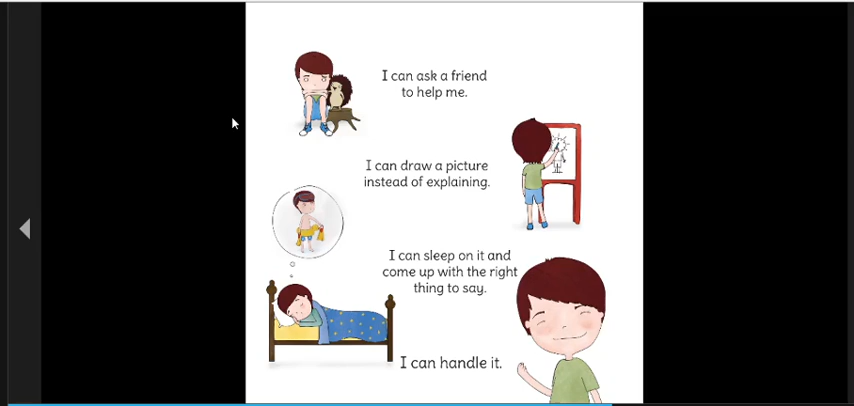 I can ask a friend
to help me.
I can draw a picture
instead of explaining.
I can sleep on it and
come up with the right
thing to say.
I can handle it.